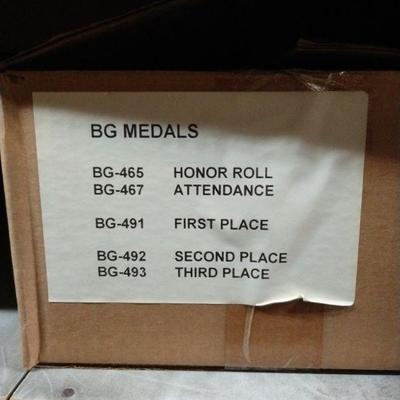 BG MEDALS
BG-465 HONOR ROLL
BG-467 ATTENDANCE
BG-491 FIRST PLACE
BG-492 SECOND PLACE
BG-493 THIRD PLACE